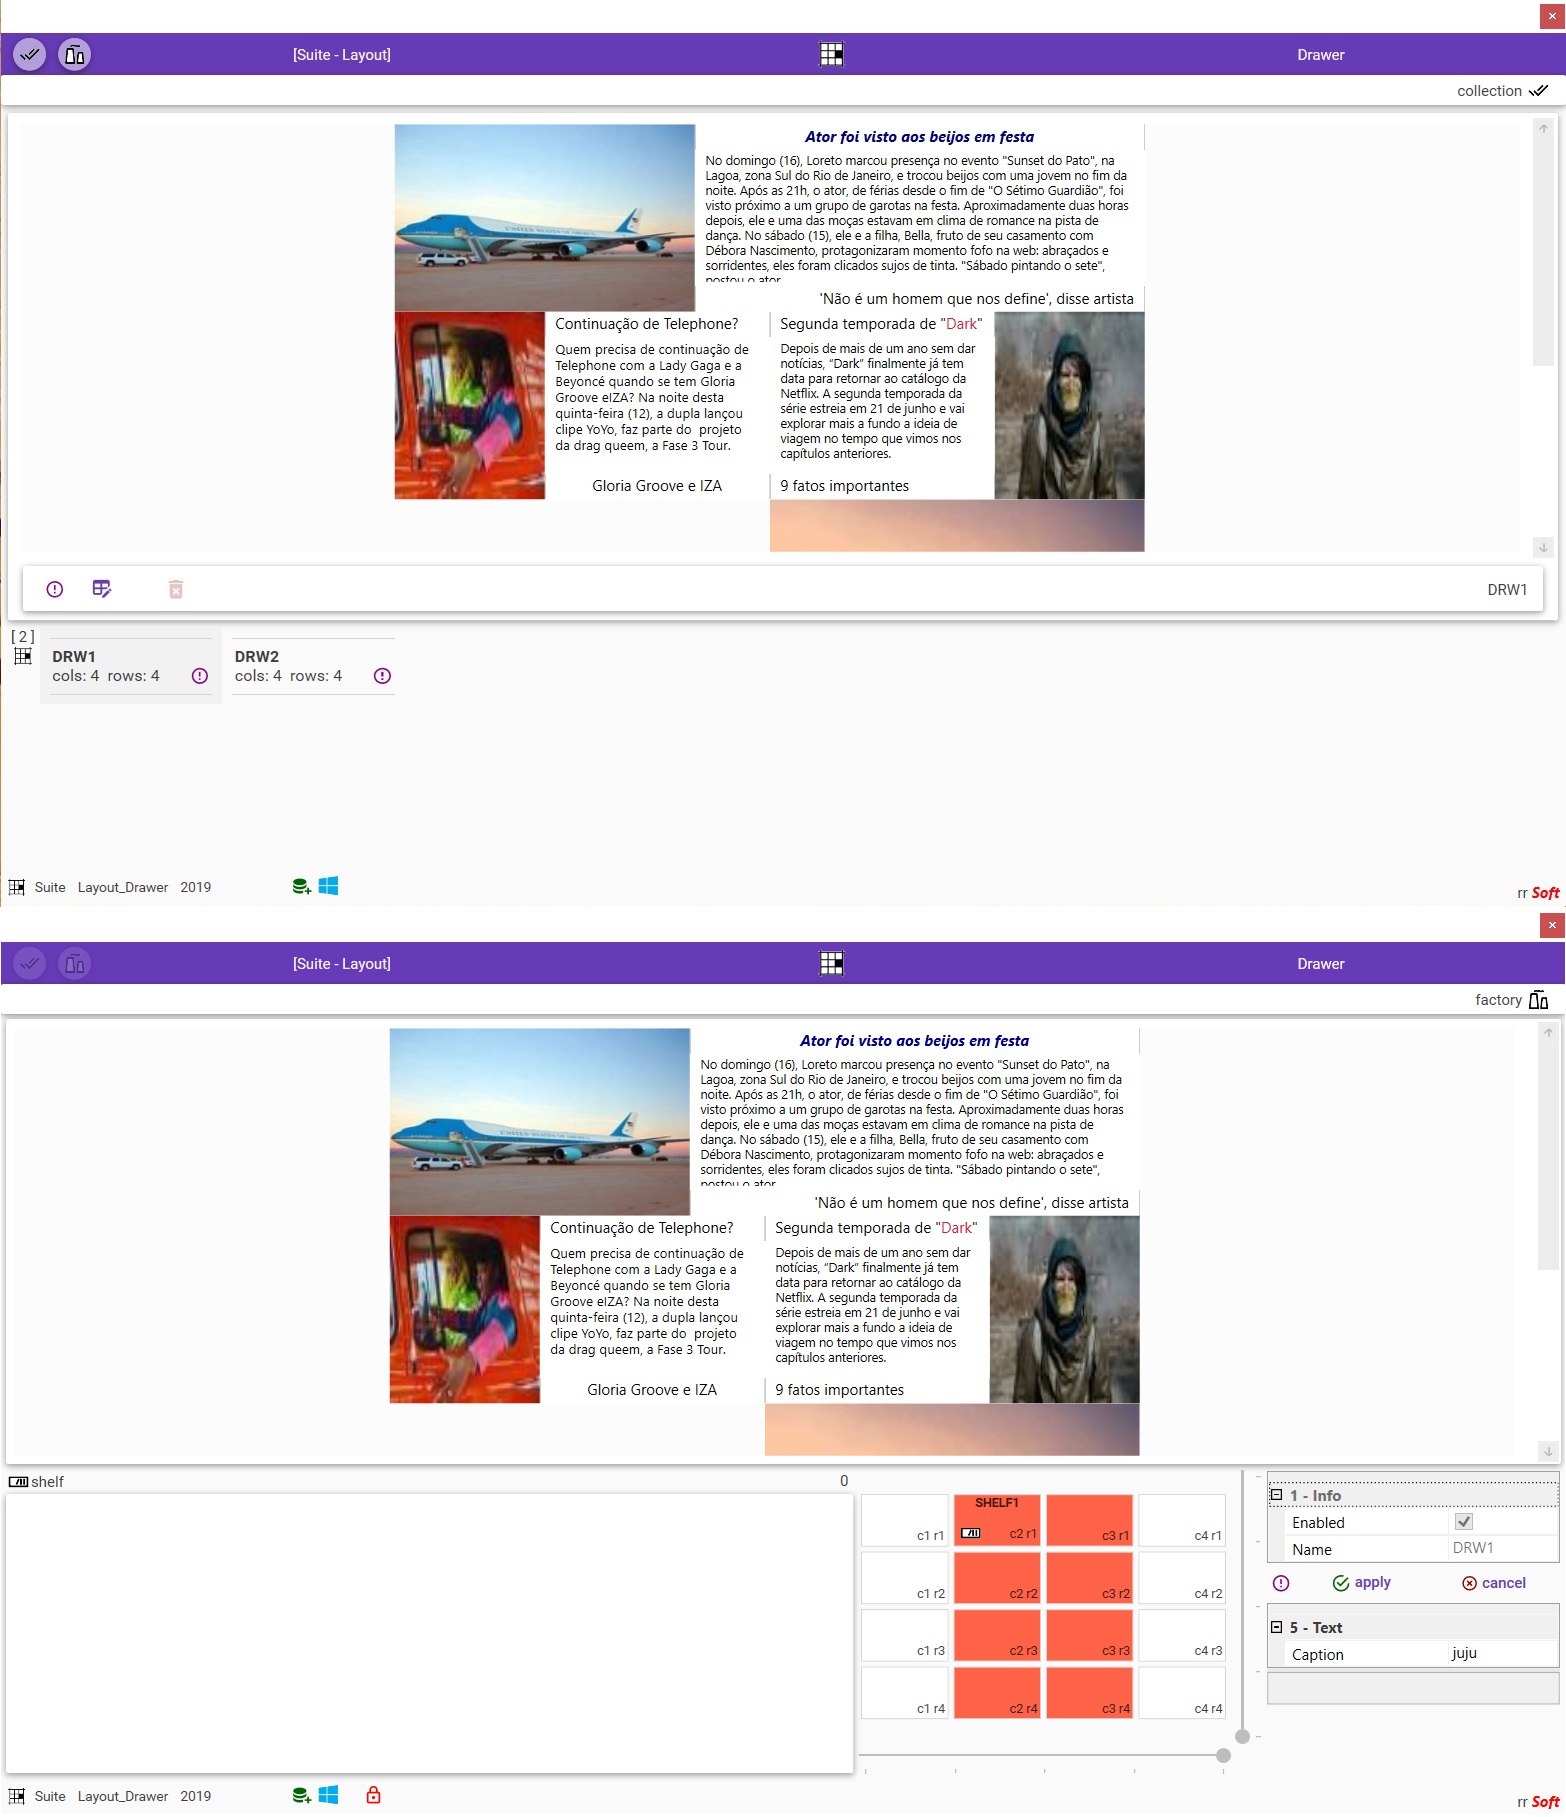 [Suite - Layout]
Drawer
collection
Ator foi visto aos beijos em festa
No domingo (16), Loreto marcou presença no evento "Sunset do Pato", na
Lagoa, zona Sul do Rio de Janeiro, e trocou beijos com uma jovem no fim da
noite. Após as 21h, o ator, de férias desde o fim de "O Sétimo Guardião", foi
visto próximo a um grupo de garotas na festa. Aproximadamente duas horas
depois, ele e uma das moças estavam em clima de romance na pista de
dança. No sábado (15), ele e a filha, Bella, fruto de seu casamento com
Débora Nascimento, protagonizaram momento fofo na web: abraçados e
sorridentes, eles foram clicados sujos de tinta. "Sábado pintando o sete",
postou o ator
'Não é um homem que nos define', disse artista
UNITED STATES OF AMERICA
Continuação de Telephone?
Quem precisa de continuação de
Telephone com a Lady Gaga e a
Beyoncé quando se tem Gloria
Groove eIZA? Na noite desta
quinta-feira (12), a dupla lançou
clipe YoYo, faz parte do  projeto
da drag queem, a Fase 3 Tour.
Gloria Groove e IZA
Segunda temporada de "Dark"
Depois de mais de um ano sem dar
notícias, “Dark” finalmente já tem
data para retornar ao catálogo da
Netflix. A segunda temporada da
série estreia em 21 de junho e vai
explorar mais a fundo a ideia de
viagem no tempo que vimos nos
capítulos anteriores.
9 fatos importantes
DRW1
[ 2 ]
DRW1
cols: 4  rows: 4
DRW2
cols: 4  rows: 4
Suite  Layout_Drawer  2019
rr Soft
[Suite - Layout]
Drawer
factory
Ator foi visto aos beijos em festa
No domingo (16), Loreto marcou presença no evento "Sunset do Pato", na
Lagoa, zona Sul do Rio de Janeiro, e trocou beijos com uma jovem no fim da
noite. Após as 21h, o ator, de férias desde o fim de "O Sétimo Guardião", foi
visto próximo a um grupo de garotas na festa. Aproximadamente duas horas
depois, ele e uma das moças estavam em clima de romance na pista de
dança. No sábado (15), ele e a filha, Bella, fruto de seu casamento com
Débora Nascimento, protagonizaram momento fofo na web: abraçados e
sorridentes, eles foram clicados sujos de tinta. "Sábado pintando o sete",
postou o ator
'Não é um homem que nos define', disse artista
UNITED STATES OF AMERICA
Continuação de Telephone?
Quem precisa de continuação de
Telephone com a Lady Gaga e a
Beyoncé quando se tem Gloria
Groove eIZA? Na noite desta
quinta-feira (12), a dupla lançou
clipe YoYo, faz parte do  projeto
da drag queem, a Fase 3 Tour.
Gloria Groove e IZA
Segunda temporada de "Dark"
Depois de mais de um ano sem dar
notícias, “Dark” finalmente já tem
data para retornar ao catálogo da
Netflix. A segunda temporada da
série estreia em 21 de junho e vai
explorar mais a fundo a ideia de
viagem no tempo que vimos nos
capítulos anteriores.
9 fatos importantes
shelf
0
SHELF1
c1 r1  c2 r1  c3 r1  c4 r1
c1 r2  c2 r2  c3 r2  c4 r2
c1 r3  c2 r3  c3 r3  c4 r3
c1 r4  c2 r4  c3 r4  c4 r4
1 - Info
Enabled
Name  DRW1
apply  cancel
5 - Text
Caption  juju
Suite  Layout_Drawer  2019
rr Soft